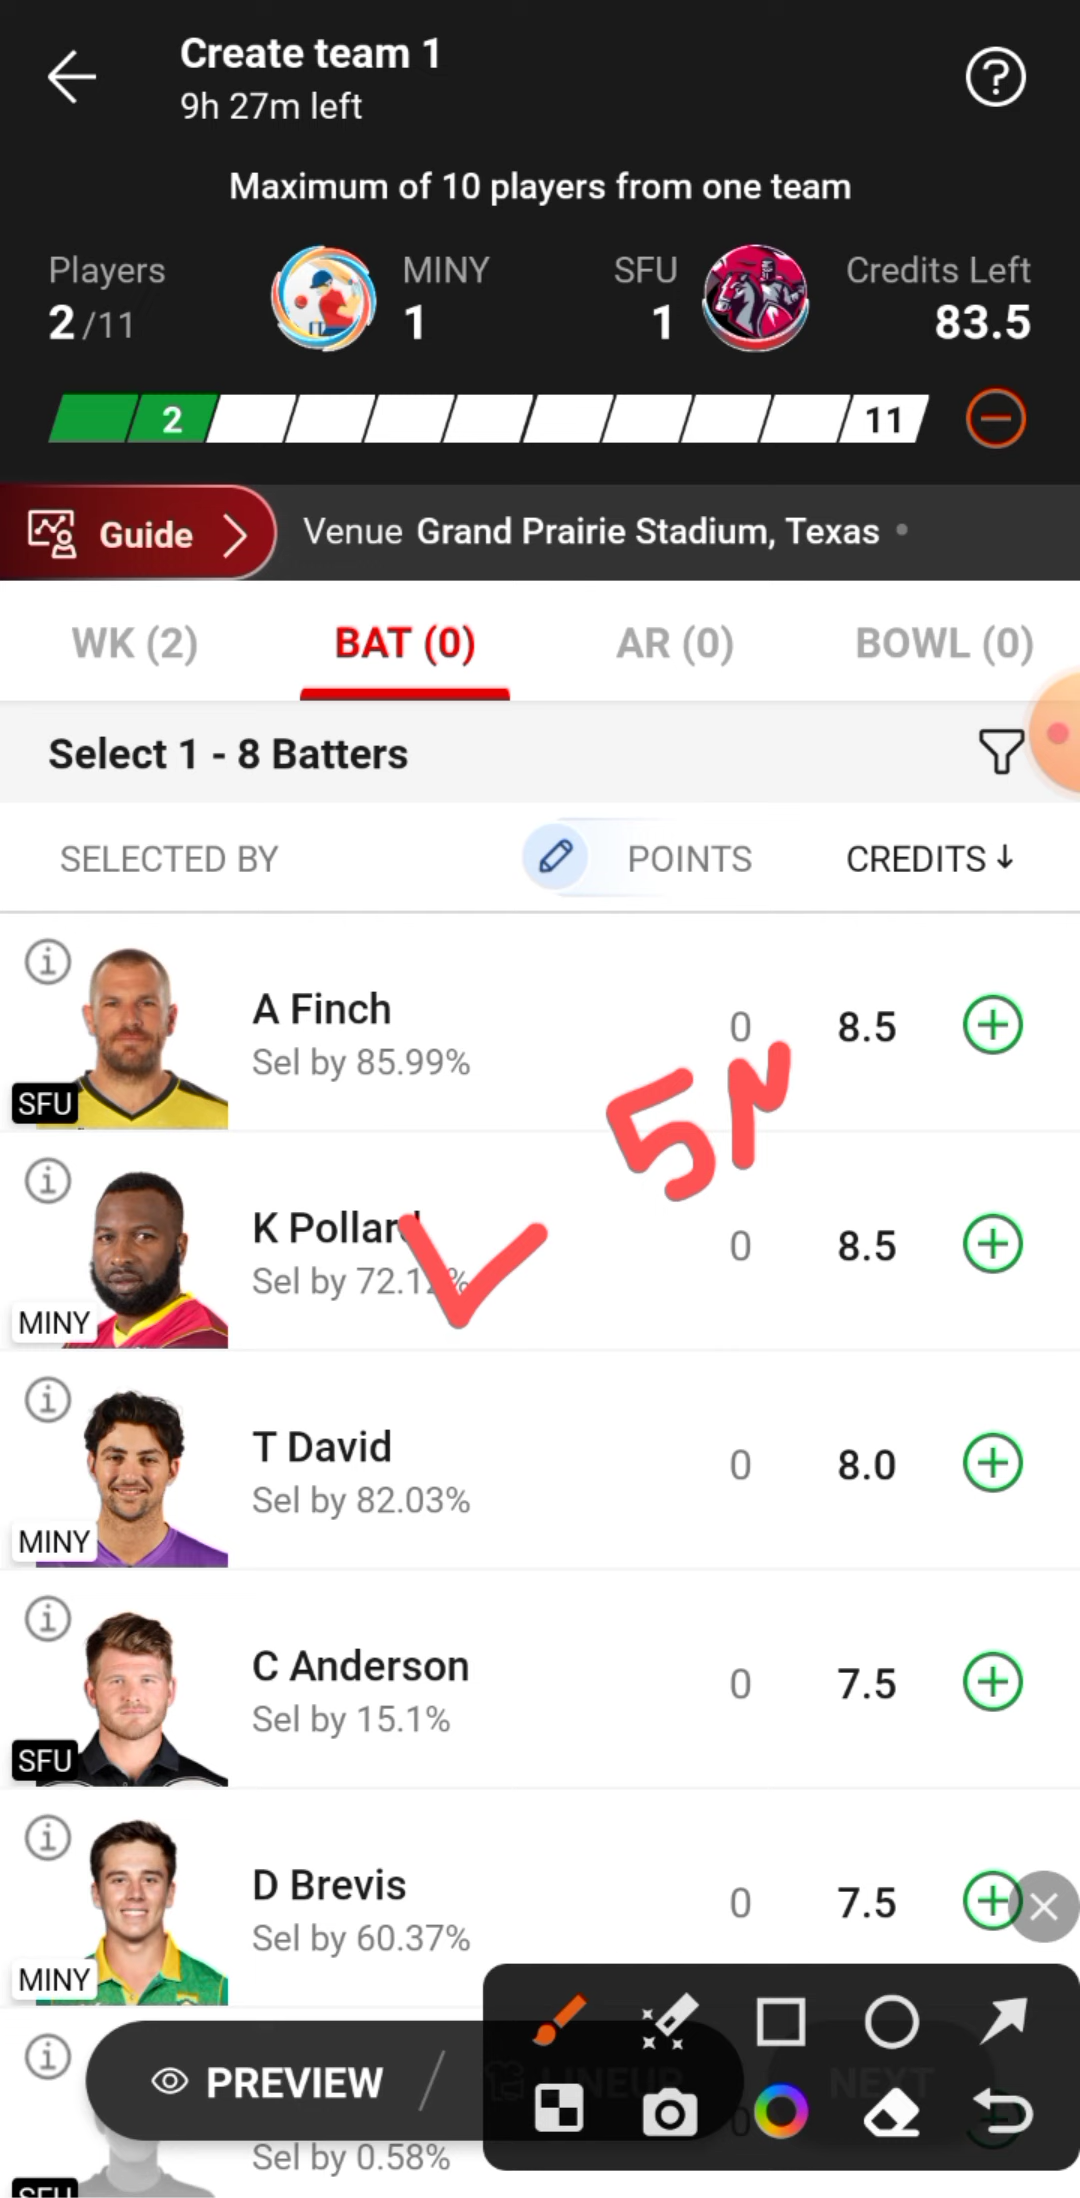 Create team 1
9h 27m left
Maximum of 10 players from one team
Players
2/11
MINY
1
SFU
1
Credits Left
83.5
2
11
Guide
Venue Grand Prairie Stadium, Texas
WK (2)
BAT (0)
AR (0)
BOWL (0)
Select 1 - 8 Batters
SELECTED BY
POINTS
CREDITS ↓
A Finch
Sel by 85.99%
0
8.5
SFU
5N
K Pollard
Sel by 72.1
0
8.5
MINY
T David
Sel by 82.03%
0
8.0
MINY
C Anderson
Sel by 15.1%
0
7.5
SFU
D Brevis
Sel by 60.37%
0
7.5
MINY
PREVIEW
LINEUP
NEXT
Sel by 0.58%
0
SFU